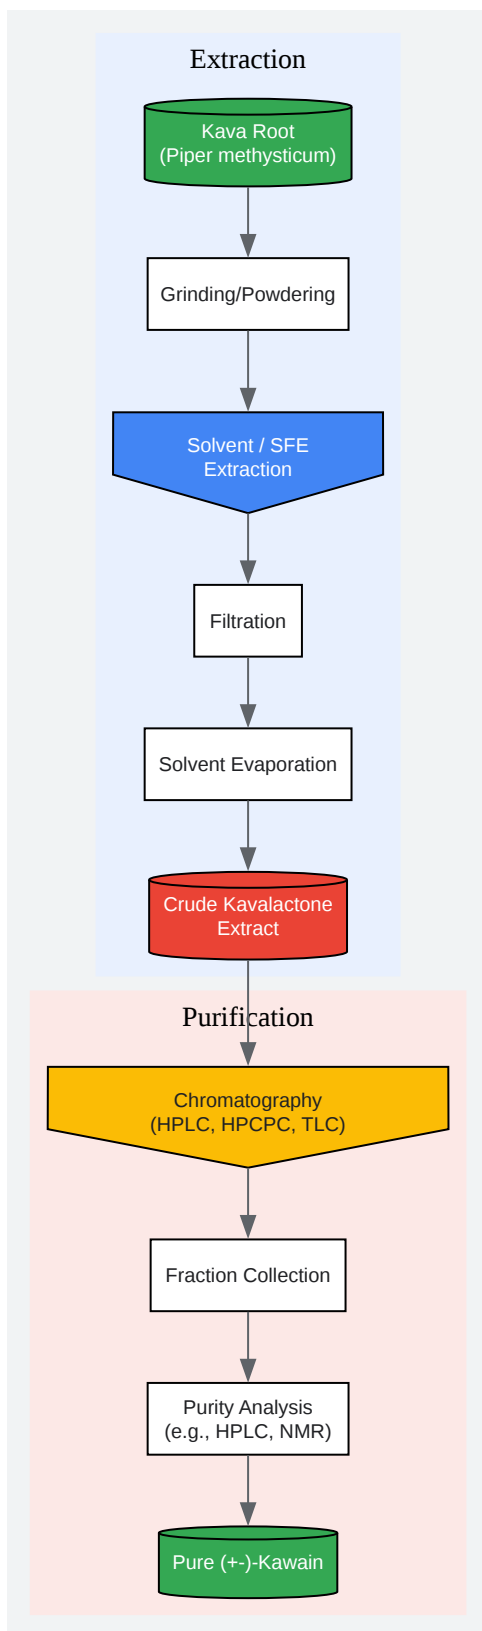 Extraction
Kava Root
(Piper methysticum)
Grinding/Powdering
Solvent / SFE
Extraction
Filtration
Solvent Evaporation
Crude Kavalactone
Extract
Purification
Chromatography
(HPLC, HPCPC, TLC)
Fraction Collection
Purity Analysis
(e.g., HPLC, NMR)
Pure (+-)-Kawain